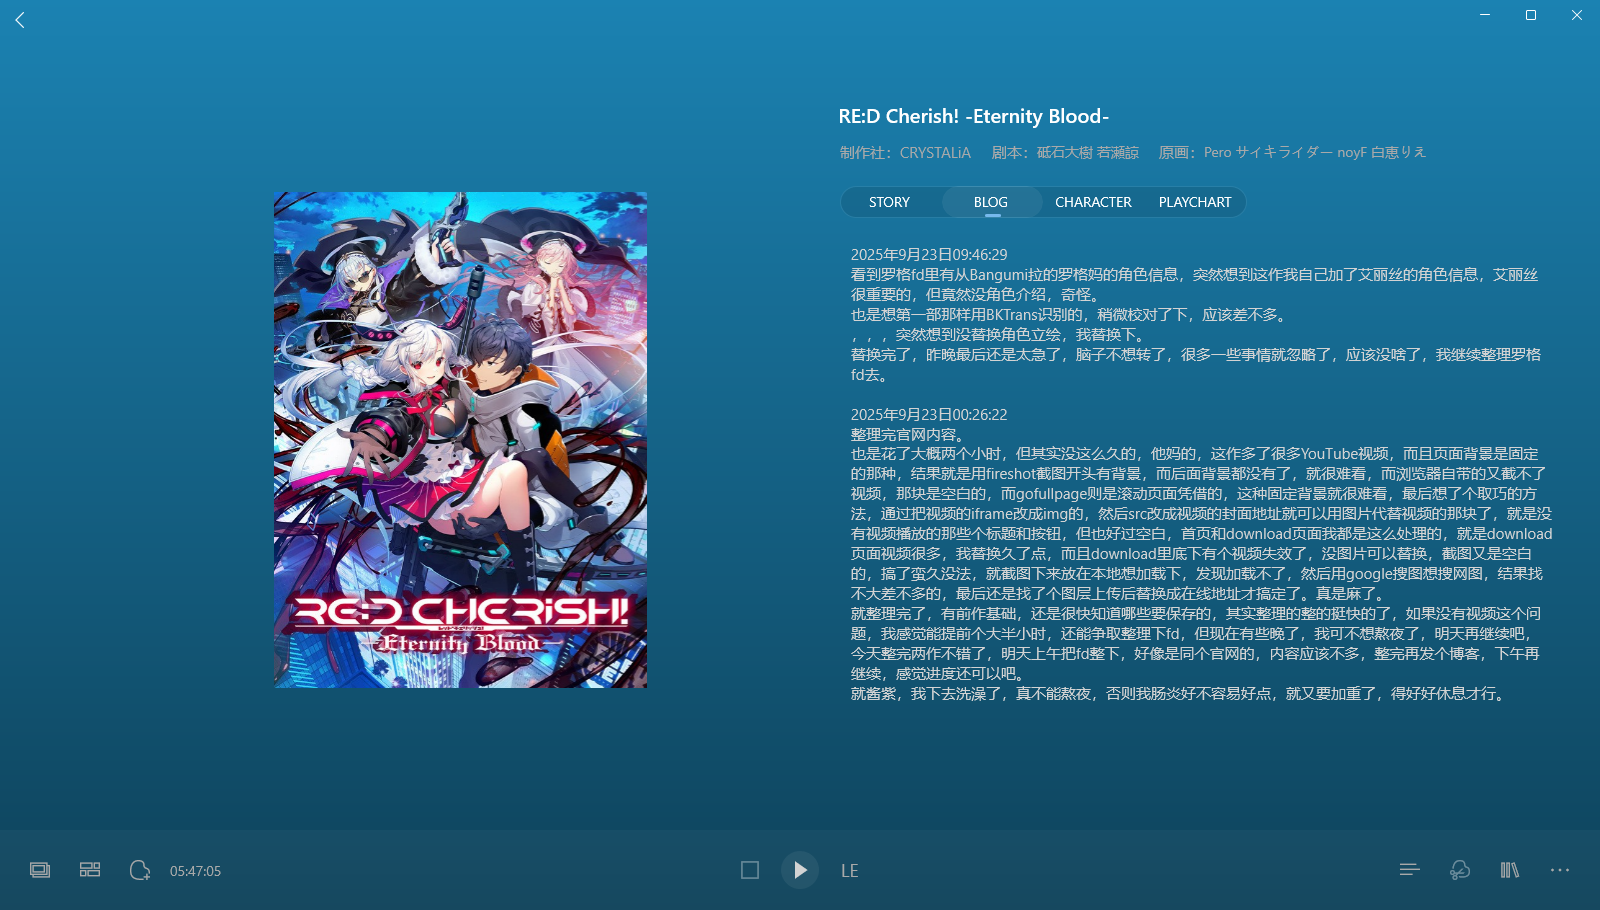 RE:D Cherish! -Eternity Blood-
制作社：CRYSTALiA 剧本：砥石大樹 若瀬諒 原画：Pero サイキライダー noyF 白恵りえ
STORY BLOG CHARACTER PLAYCHART
2025年9月23日09:46:29
看到罗格fd里有从Bangumi拉的罗格妈的角色信息，突然想到这作我自己加了艾丽丝的角色信息，艾丽丝
很重要的，但竟然没角色介绍，奇怪。
也是想第一部那样用BKTrans识别的，稍微校对了下，应该差不多。
，，，突然想到没替换角色立绘，我替换下。
替换完了，昨晚最后还是太急了，脑子不想转了，很多一些事情就忽略了，应该没啥了，我继续整理罗格
fd去。
2025年9月23日00:26:22
整理完官网内容。
也是花了大概两个小时，但其实没这么久的，他妈的，这作多了很多YouTube视频，而且页面背景是固定
的那种，结果就是用fireshot截图开头有背景，而后面背景都没有了，就很难看，而浏览器自带的又截不了
视频，那块是空白的，而gofullpage则是滚动页面凭借的，这种固定背景就很难看，最后想了个取巧的方
法，通过把视频的iframe改成img的，然后src改成视频的封面地址就可以用图片代替视频的那块了，就是没
有视频播放的那些个标题和按钮，但也好过空白，首页和download页面我都是这么处理的，就是download
页面视频很多，我替换久了点，而且download里底下有个视频失效了，没图片可以替换，截图又是空白
的，搞了蛮久没法，就截图下来放在本地想加载下，发现加载不了，然后用google搜图想搜网图，结果找
不大差不多的，最后还是找了个图层上传后替换成在线地址才搞定了。真是麻了。
就整理完了，有前作基础，还是很快知道哪些要保存的，其实整理的整的挺快的了，如果没有视频这个问
题，我感觉能提前个大半小时，还能争取整理下fd，但现在有些晚了，我可不想熬夜了，明天再继续吧，
今天整完两作不错了，明天上午把fd整下，好像是同个官网的，内容应该不多，整完再发个博客，下午再
继续，感觉进度还可以吧。
就酱紫，我下去洗澡了，真不能熬夜，否则我肠炎好不容易好点，就又要加重了，得好好休息才行。
RE:D CHERiSH!
—Eternity Blood—
05:47:05
LE